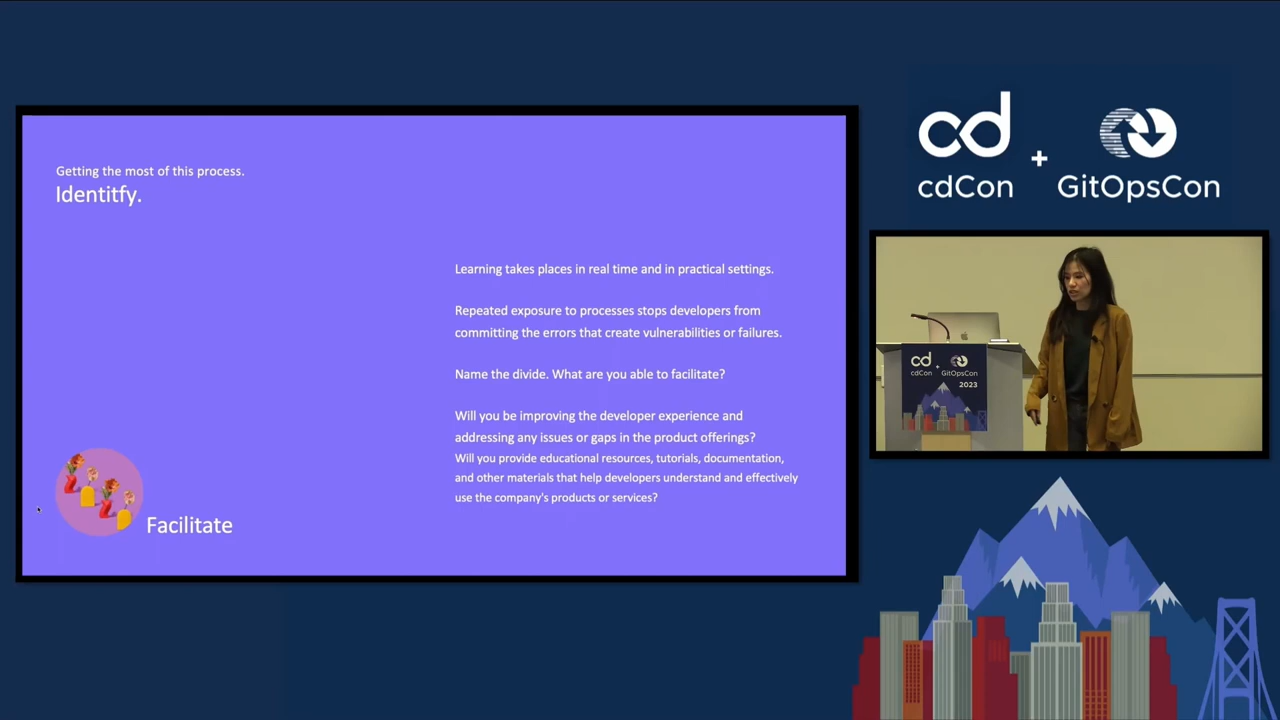 Getting the most of this process.
Identitfy.
Learning takes places in real time and in practical settings.
Repeated exposure to processes stops developers from
committing the errors that create vulnerabilities or failures.
Name the divide. What are you able to facilitate?
Will you be improving the developer experience and
addressing any issues or gaps in the product offerings?
Will you provide educational resources, tutorials, documentation,
and other materials that help developers understand and effectively
use the company's products or services?
Facilitate
cd
+
cdCon
GitOpsCon
cd
+
cdCon
GitOpsCon
2023